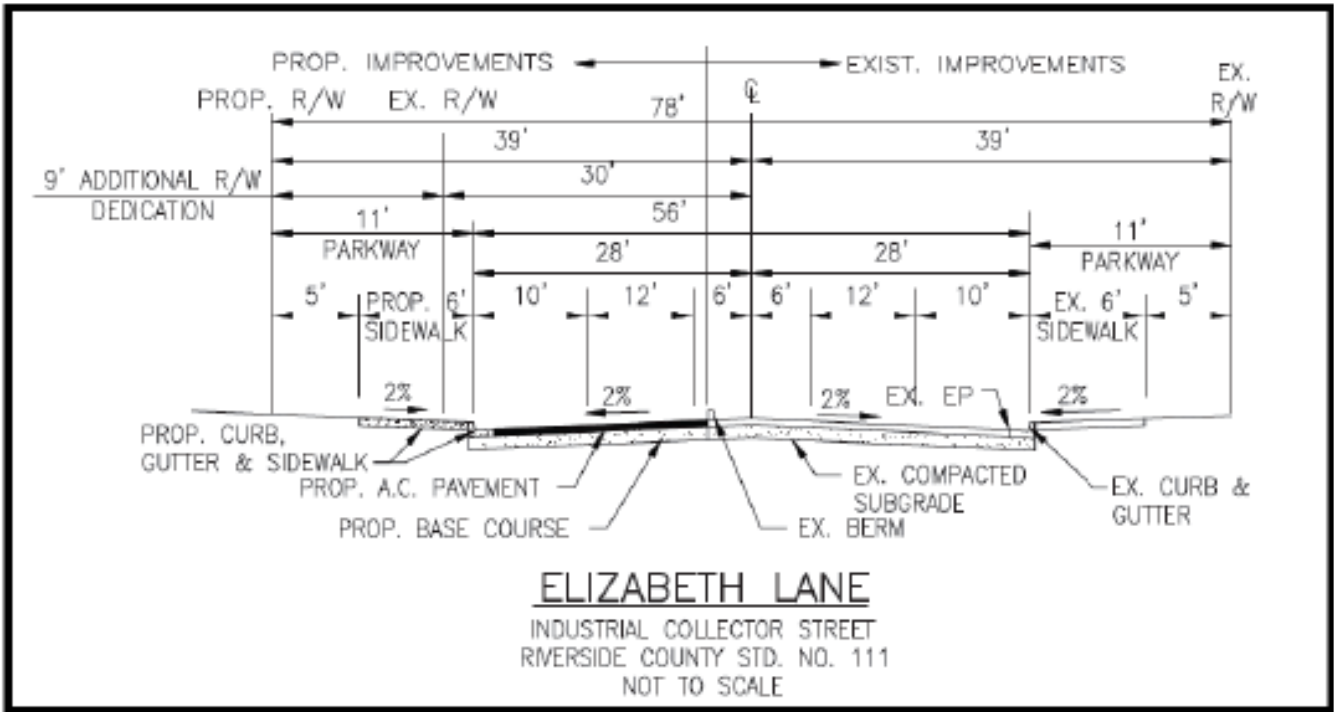 PROP. IMPROVEMENTS
EXIST. IMPROVEMENTS
PROP. R/W
EX. R/W
78'
℄
EX.
R/W
39'
39'
9' ADDITIONAL R/W
DEDICATION
30'
11'
PARKWAY
56'
11'
PARKWAY
28'
28'
5'
PROP. 6'
SIDEWALK
10'
12'
6'
6'
12'
10'
EX. 6'
SIDEWALK
5'
2%
2%
2%
EX. EP
2%
PROP. CURB,
GUTTER & SIDEWALK
PROP. A.C. PAVEMENT
PROP. BASE COURSE
EX. COMPACTED
SUBGRADE
EX. BERM
EX. CURB &
GUTTER
ELIZABETH LANE
INDUSTRIAL COLLECTOR STREET
RIVERSIDE COUNTY STD. NO. 111
NOT TO SCALE